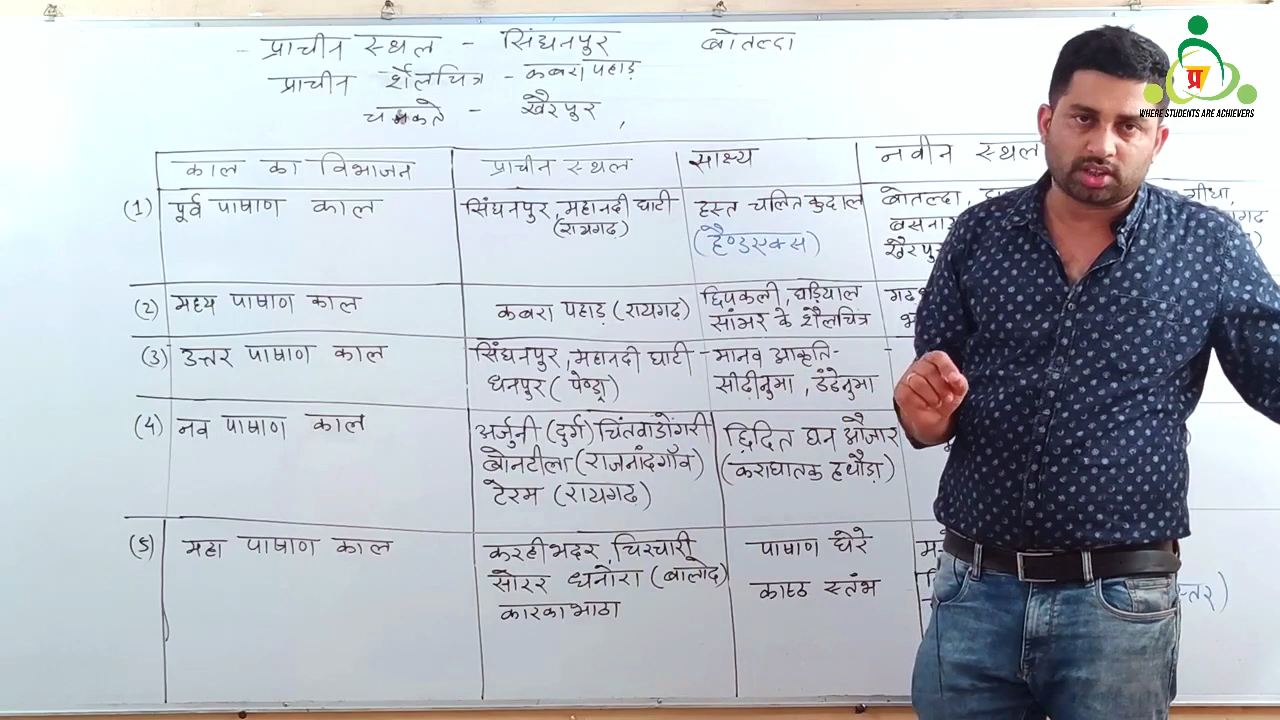 - प्राचीन स्थल - सिंघनपुर बोतल्दा
प्राचीन शैलचित्र - कबरा पहाड़
चमकते - खैरपुर,
काल का विभाजन प्राचीन स्थल साक्ष्य नवीन स्थल
(1) पूर्व पाषाण काल
सिंघनपुर, महानदी घाटी
(रायगढ़)
हस्त चलित कुदाल
(हैण्डएक्स)
बोतल्दा, गीधा,
खैरपुर
(2) मध्य पाषाण काल
कबरा पहाड़ (रायगढ़)
छिपकली, घड़ियाल
सांभर के शैलचित्र
(3) उत्तर पाषाण काल
सिंघनपुर, महानदी घाटी
धनपुर (पेण्ड्रा)
- मानव आकृति-
सीढ़ीनुमा, डंडेनुमा
(4) नव पाषाण काल
अर्जुनी (दुर्ग) चितवाडोंगरी
बोनटीला (राजनांदगाँव)
टेरम (रायगढ़)
छिद्रित घन औजार
(कराघातक हथौड़ा)
(5) महा पाषाण काल
करहीभदर, चिरचारी
सोरर धनोरा (बालोद)
कारकाभाठा
पाषाण घेरे
काष्ठ स्तंभ
प्र
WHERE STUDENTS ARE ACHIEVERS